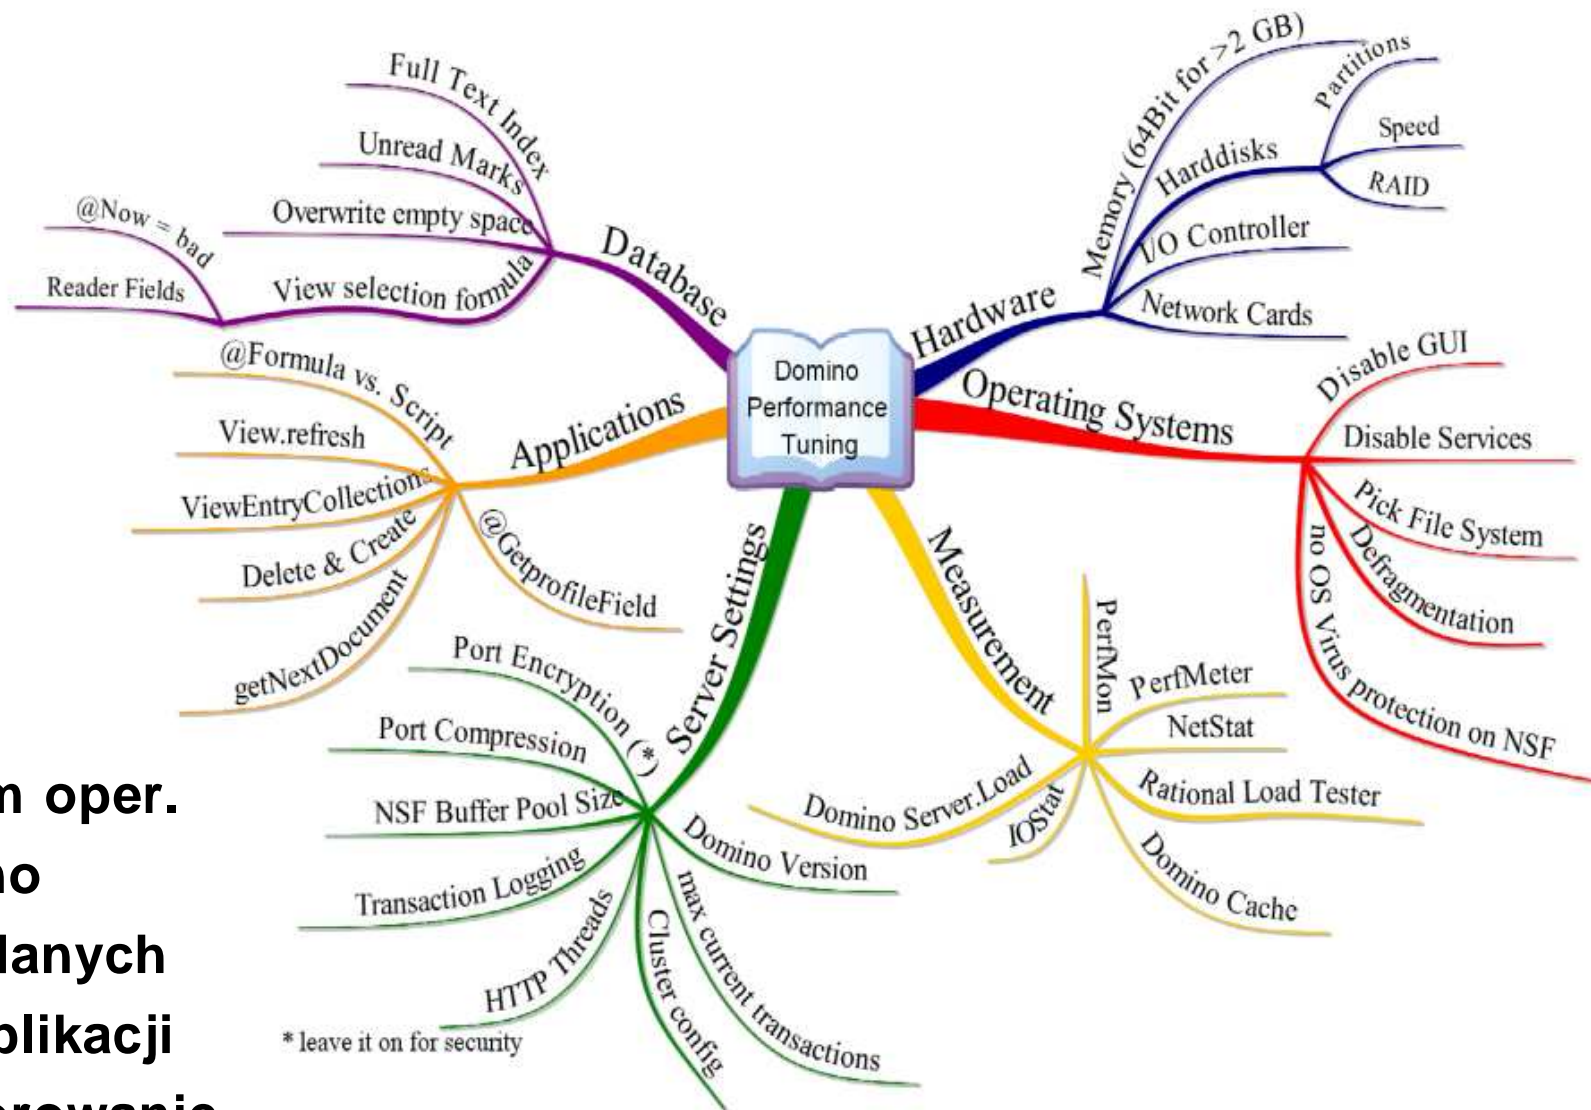 Domino
Performance
Tuning
Database
Full Text Index
Unread Marks
Overwrite empty space
View selection formula
@Now = bad
Reader Fields
Applications
@Formula vs. Script
View.refresh
ViewEntryCollections
Delete & Create
getNextDocument
@GetprofileField
Hardware
Memory (64Bit for >2 GB)
Harddisks
Partitions
Speed
RAID
I/O Controller
Network Cards
Operating Systems
Disable GUI
Disable Services
Pick File System
Defragmentation
no OS Virus protection on NSF
Server Settings
Port Encryption (*)
Port Compression
NSF Buffer Pool Size
Transaction Logging
HTTP Threads
Cluster config
max current transactions
Domino Version
* leave it on for security
Measurement
PerfMon
PerfMeter
NetStat
Rational Load Tester
Domino Cache
IOStat
Domino Server.Load
oper.